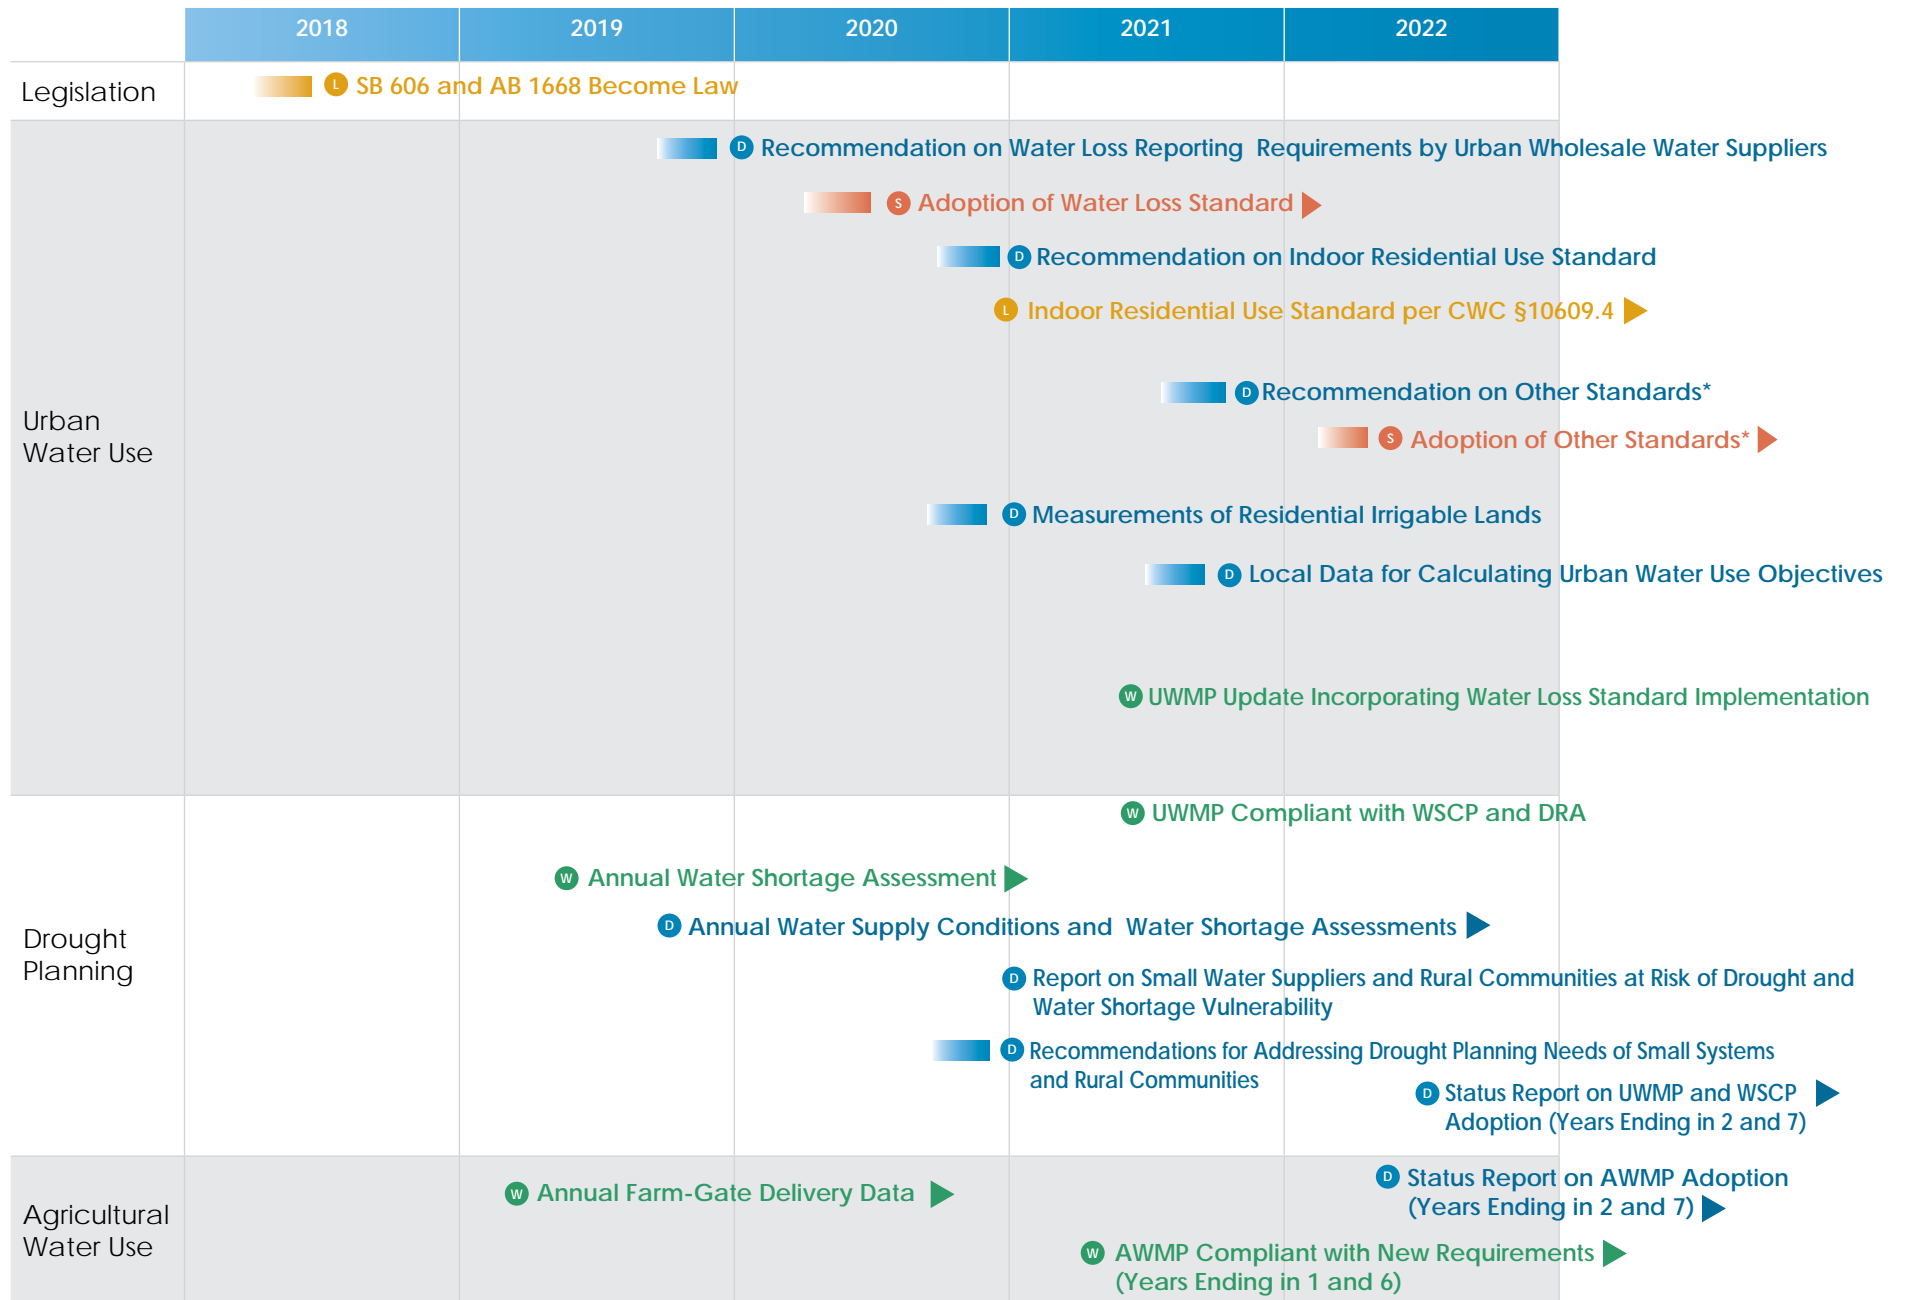 2018 2019 2020 2021 2022
Legislation
L SB 606 and AB 1668 Become Law
Urban
Water Use
D Recommendation on Water Loss Reporting Requirements by Urban Wholesale Water Suppliers
S Adoption of Water Loss Standard
D Recommendation on Indoor Residential Use Standard
L Indoor Residential Use Standard per CWC §10609.4
D Recommendation on Other Standards*
S Adoption of Other Standards*
D Measurements of Residential Irrigable Lands
D Local Data for Calculating Urban Water Use Objectives
W UWMP Update Incorporating Water Loss Standard Implementation
Drought
Planning
W UWMP Compliant with WSCP and DRA
W Annual Water Shortage Assessment
D Annual Water Supply Conditions and Water Shortage Assessments
D Report on Small Water Suppliers and Rural Communities at Risk of Drought and
Water Shortage Vulnerability
D Recommendations for Addressing Drought Planning Needs of Small Systems
and Rural Communities
D Status Report on UWMP and WSCP
Adoption (Years Ending in 2 and 7)
Agricultural
Water Use
D Status Report on AWMP Adoption
(Years Ending in 2 and 7)
W Annual Farm-Gate Delivery Data
W AWMP Compliant with New Requirements
(Years Ending in 1 and 6)